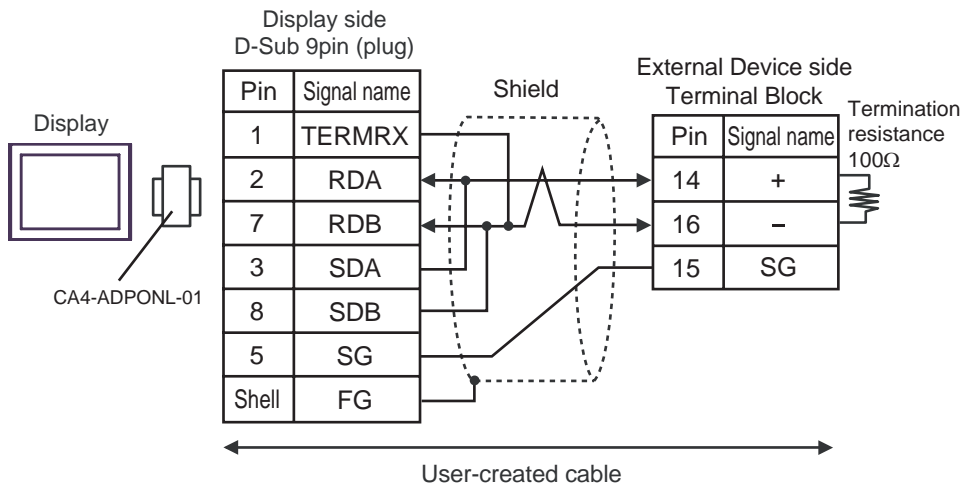 Display side
D-Sub 9pin (plug)
Display
CA4-ADPONL-01
Pin Signal name
1 TERMRX
2 RDA
7 RDB
3 SDA
8 SDB
5 SG
Shell FG
Shield
External Device side
Terminal Block
Pin Signal name
14 +
16 –
15 SG
Termination
resistance
100Ω
User-created cable